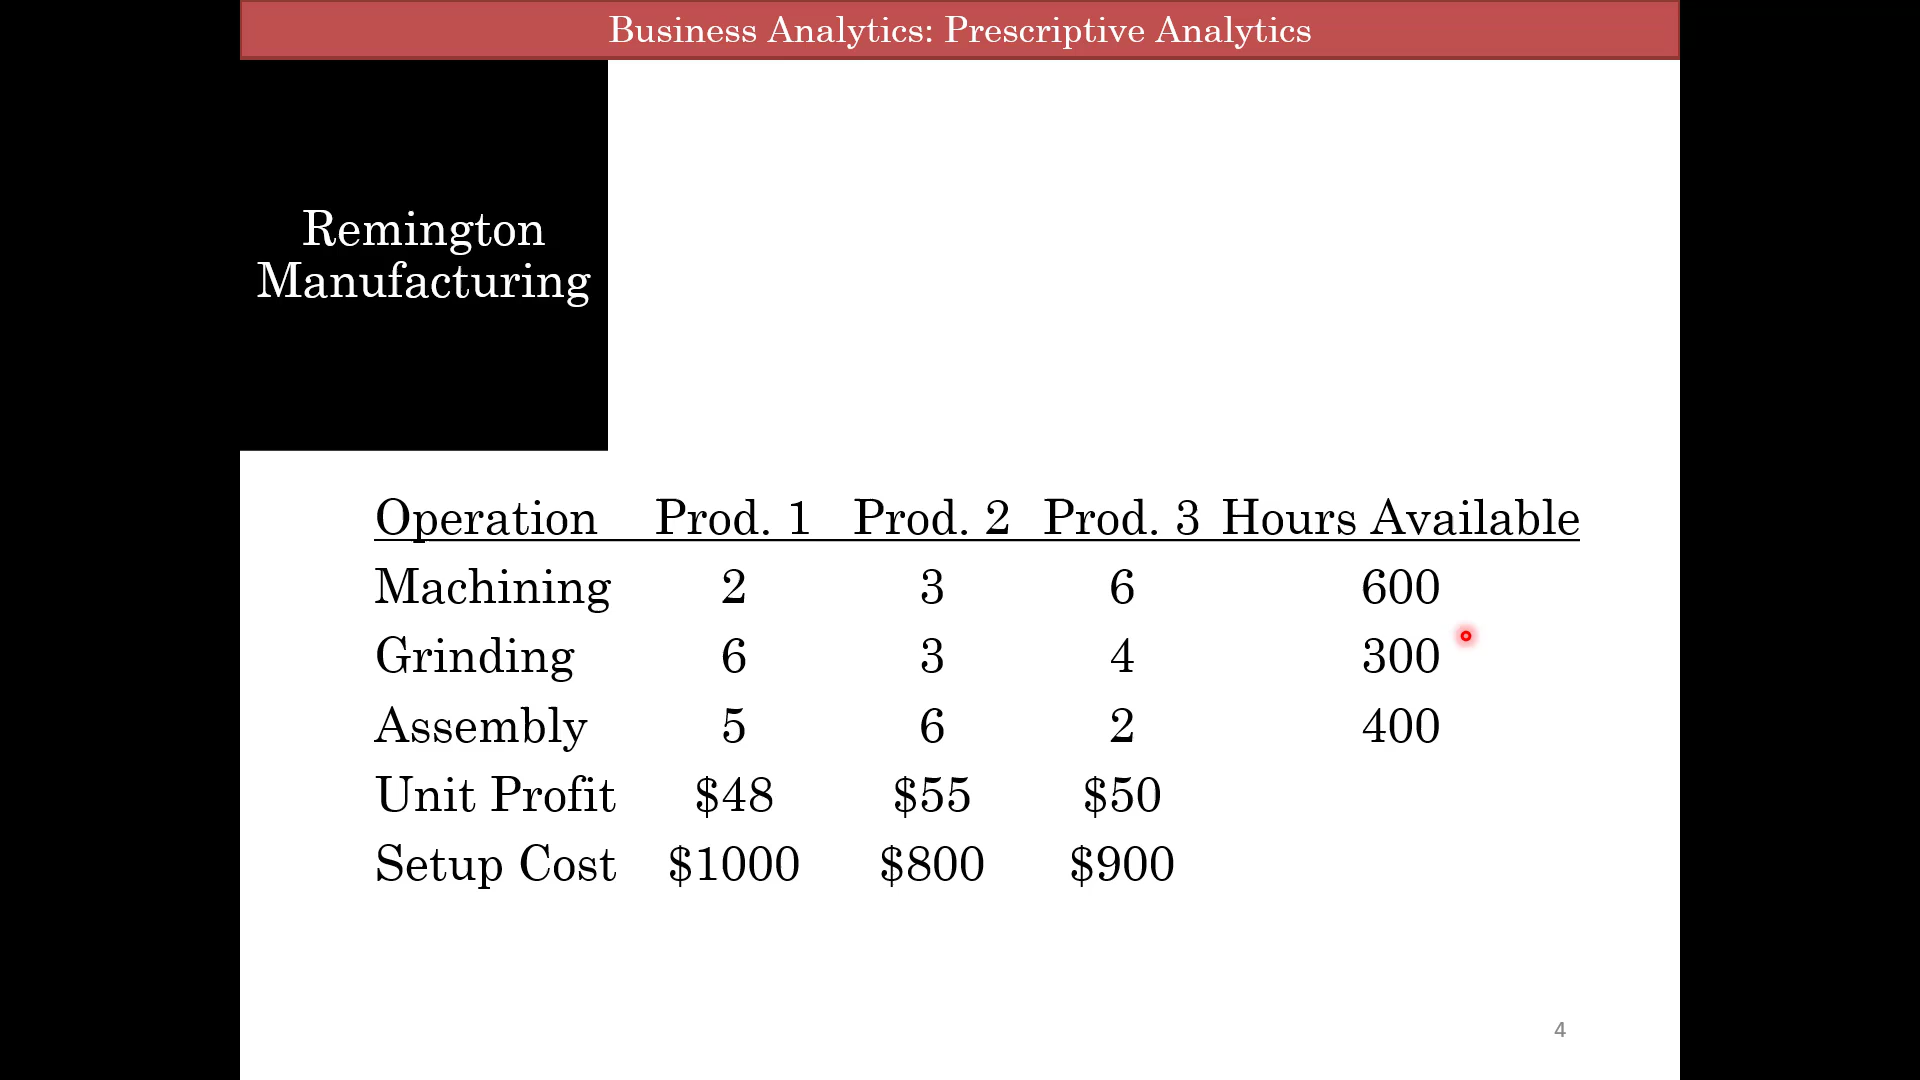 Business Analytics: Prescriptive Analytics
Remington
Manufacturing
Operation Prod. 1 Prod. 2 Prod. 3 Hours Available
Machining 2 3 6 600
Grinding 6 3 4 300
Assembly 5 6 2 400
Unit Profit $48 $55 $50
Setup Cost $1000 $800 $900
4